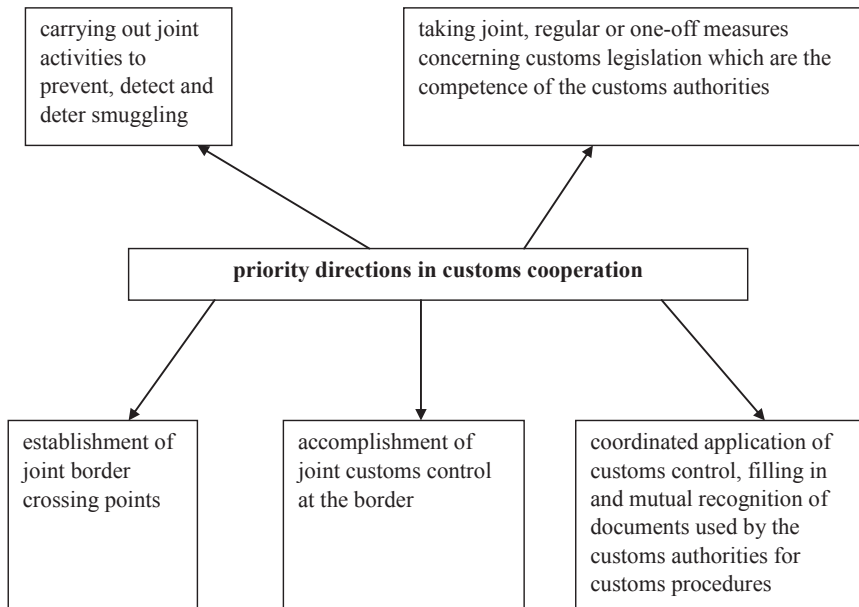 carrying out joint
activities to
prevent, detect and
deter smuggling
taking joint, regular or one-off measures
concerning customs legislation which are the
competence of the customs authorities
priority directions in customs cooperation
establishment of
joint border
crossing points
accomplishment of
joint customs control
at the border
coordinated application of
customs control, filling in
and mutual recognition of
documents used by the
customs authorities for
customs procedures